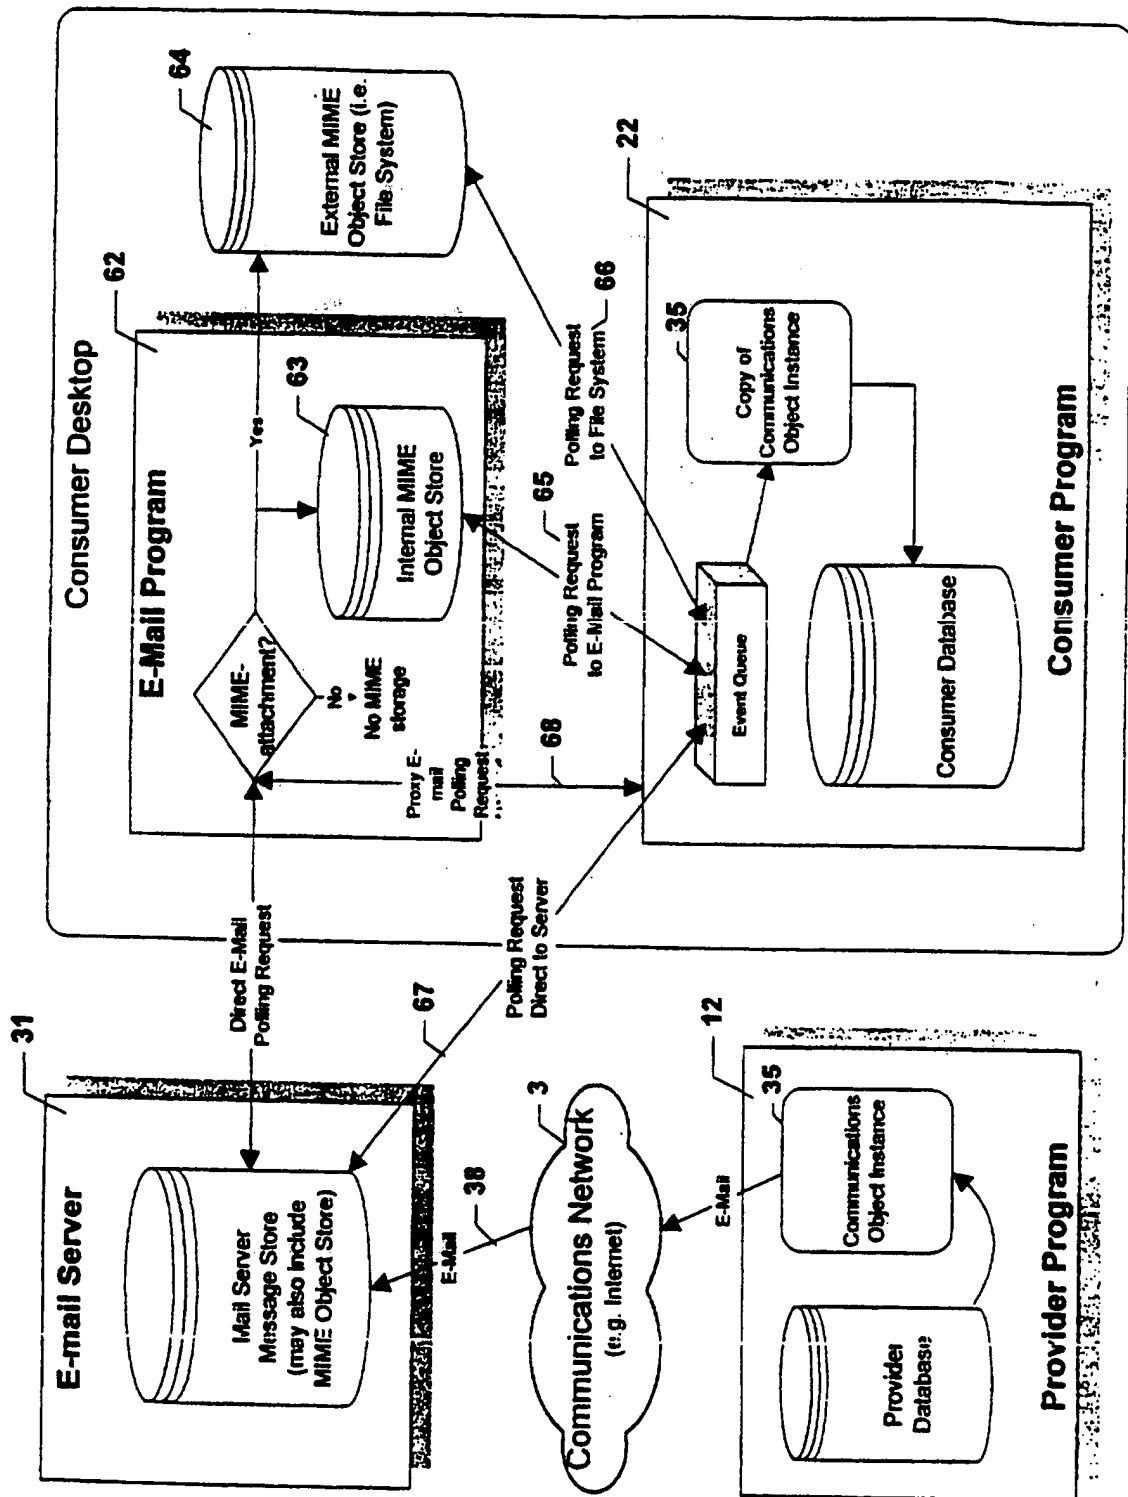 Consumer Desktop
E-Mail Program
62
64
MIME-
attachment?
Yes
No
No MIME
storage
63
Internal MIME
Object Store
External MIME
Object Store (i.e.
File System)
Proxy E-
mail
Polling
Request
68
Polling Request
to E-Mail Program
65
Polling Request
to File System
66
22
Event Queue
35
Copy of
Communications
Object Instance
Consumer Database
Consumer Program
E-mail Server
31
Mail Server
Message Store
(may also include
MIME Object Store)
Direct E-Mail
Polling Request
67
Polling Request
Direct to Server
E-Mail
38
Communications Network
(e.g. Internet)
3
E-Mail
12
35
Communications
Object Instance
Provider
Database
Provider Program